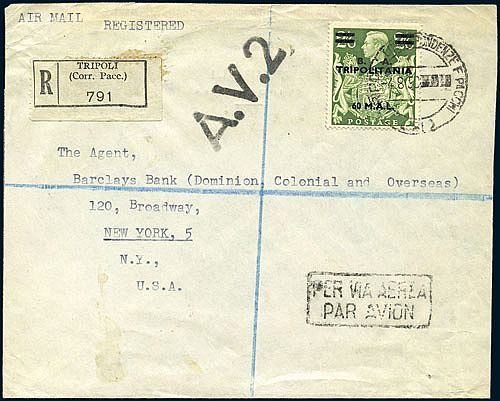 AIR MAIL
REGISTERED
R
TRIPOLI
(Corr. Pacc.)
791
A.V.2.
B. A.
TRIPOLITANIA
60 M.A.L.
POSTAGE
E PACCHI
The Agent,
Barclays Bank (Dominion, Colonial and Overseas)
120, Broadway,
NEW YORK, 5
N.Y.,
U.S.A.
PER VIA AEREA
PAR AVION